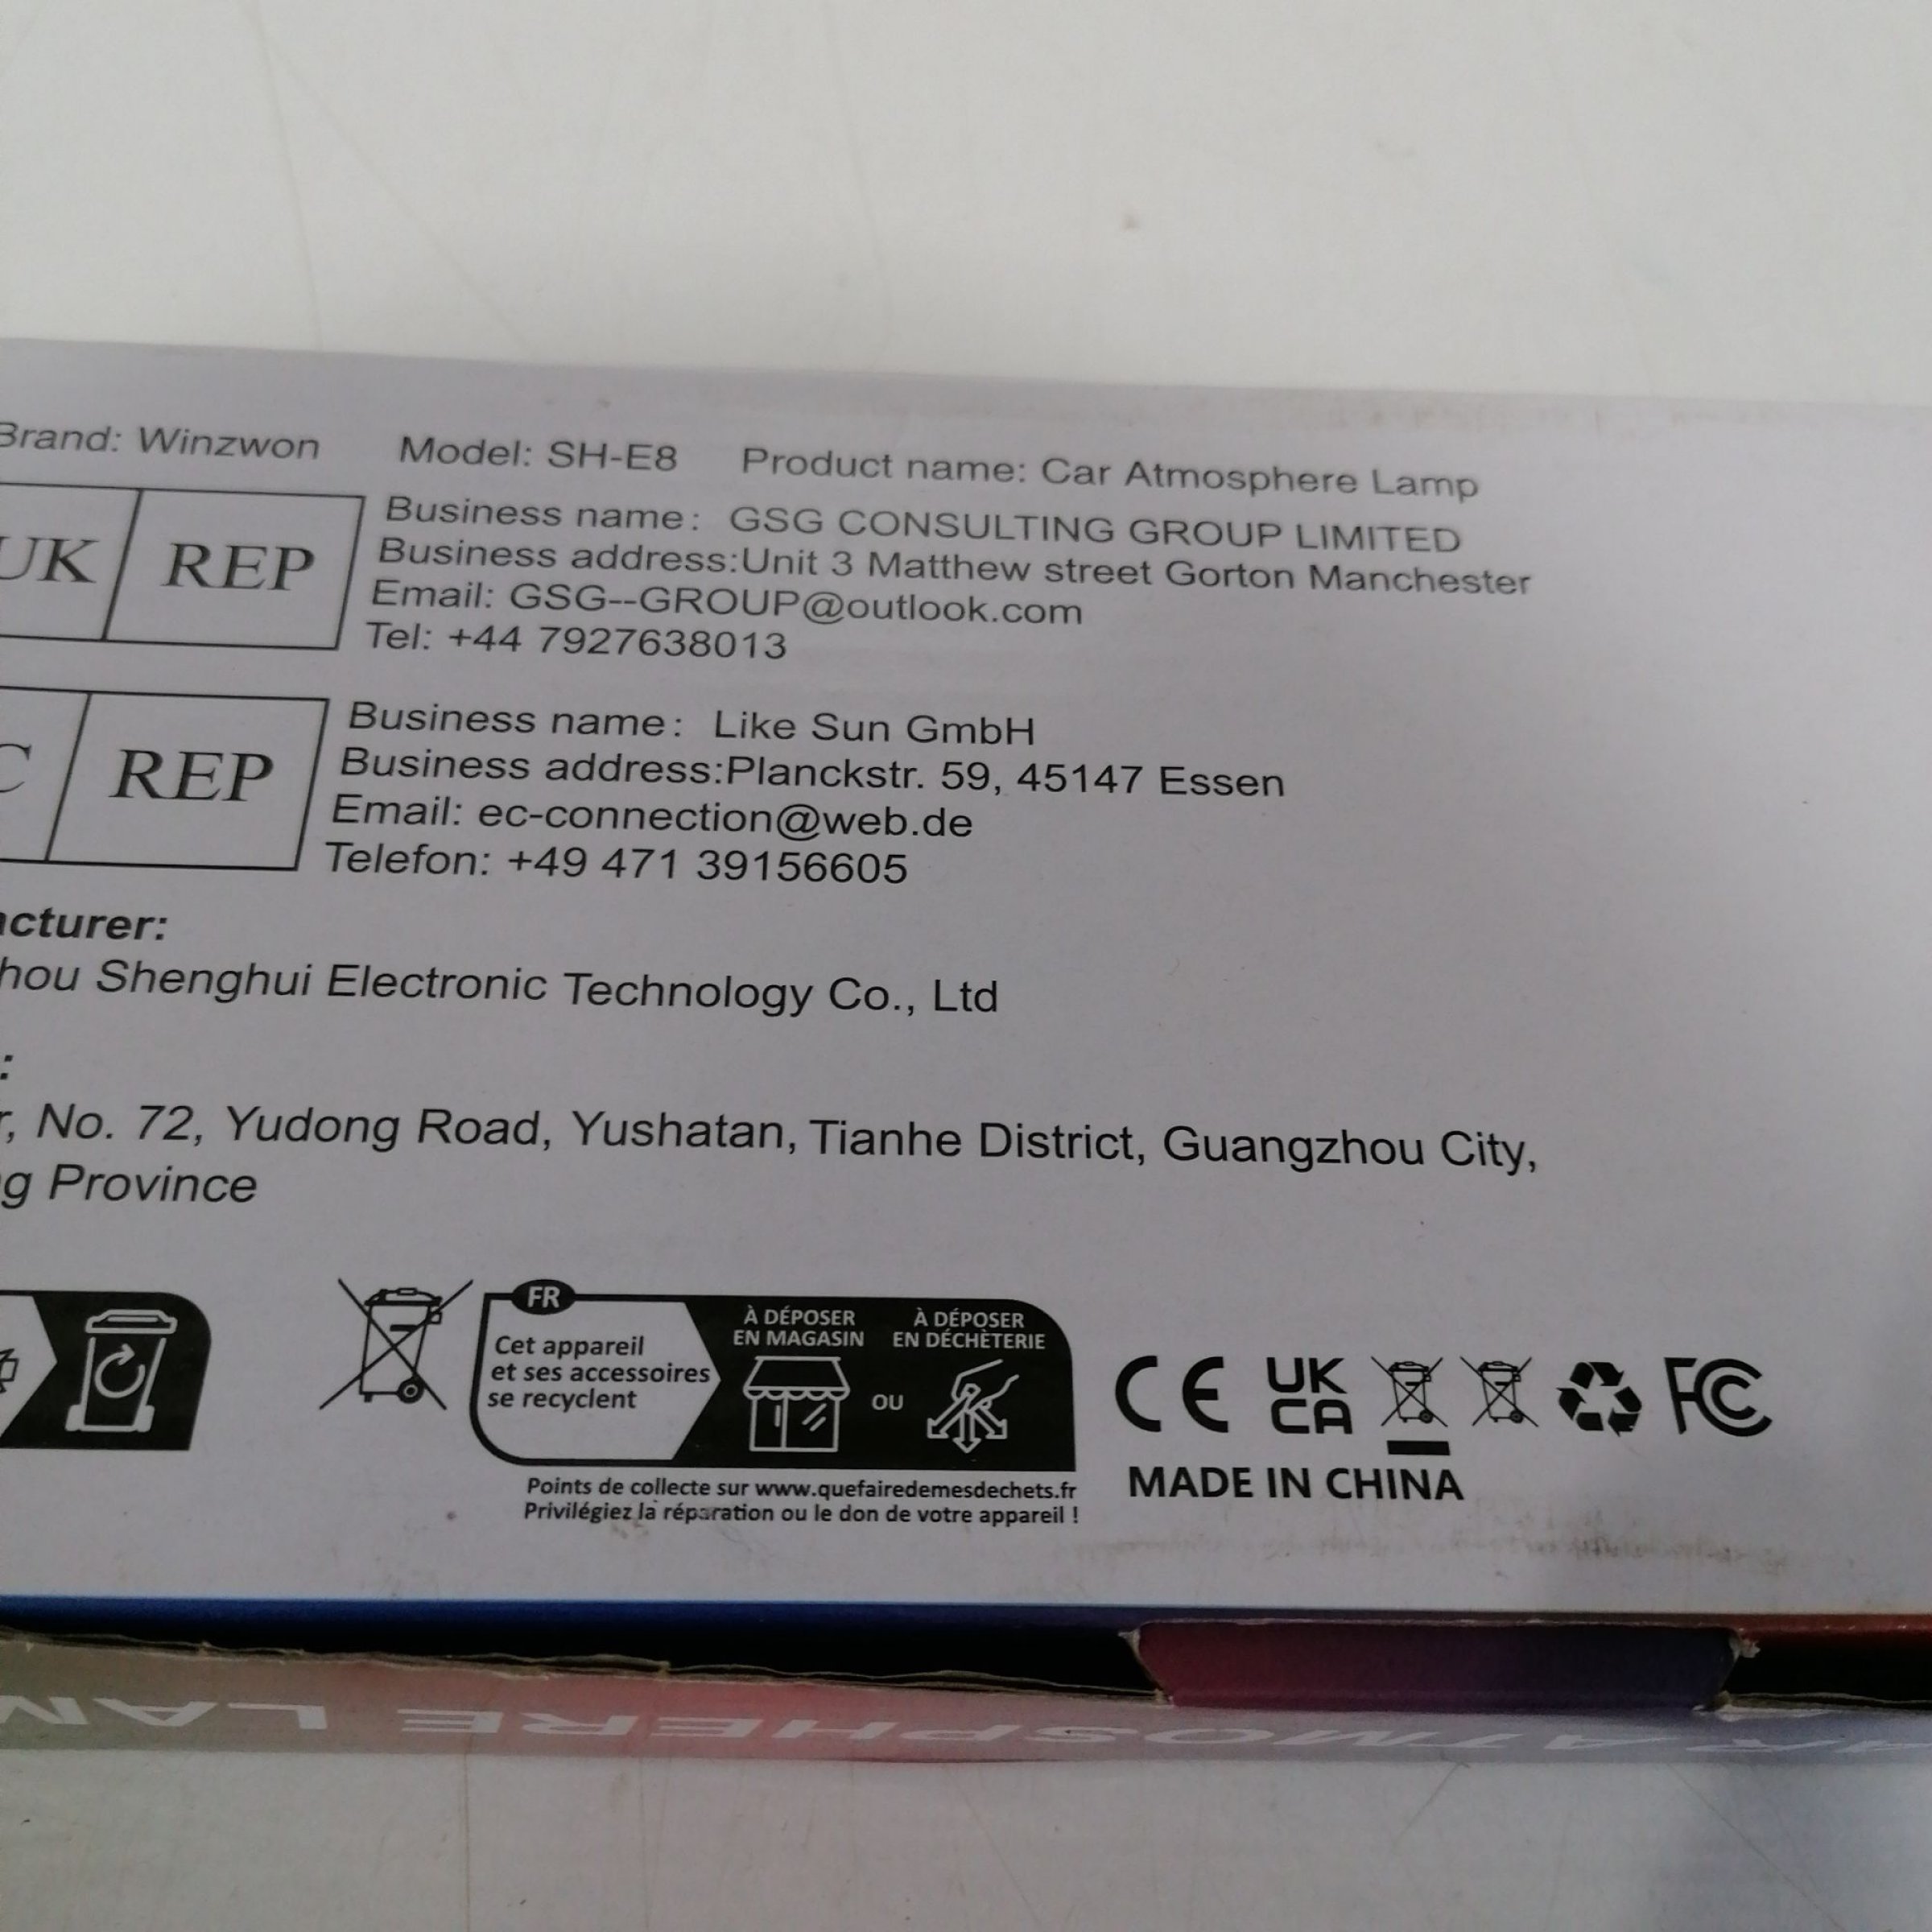 Brand: Winzwon Model: SH-E8 Product name: Car Atmosphere Lamp
UK REP
Business name: GSG CONSULTING GROUP LIMITED
Business address:Unit 3 Matthew street Gorton Manchester
Email: GSG--GROUP@outlook.com
Tel: +44 7927638013
REP
Business name: Like Sun GmbH
Business address:Planckstr. 59, 45147 Essen
Email: ec-connection@web.de
Telefon: +49 471 39156605
acturer:
hou Shenghui Electronic Technology Co., Ltd
:
r, No. 72, Yudong Road, Yushatan, Tianhe District, Guangzhou City,
g Province
FR
Cet appareil
et ses accessoires
se recyclent
À DÉPOSER
EN MAGASIN
OU
À DÉPOSER
EN DÉCHÈTERIE
Points de collecte sur www.quefairedemesdechets.fr
Privilégiez la réparation ou le don de votre appareil !
CE UK
CA FC
MADE IN CHINA
ATMOSPHERE LAM